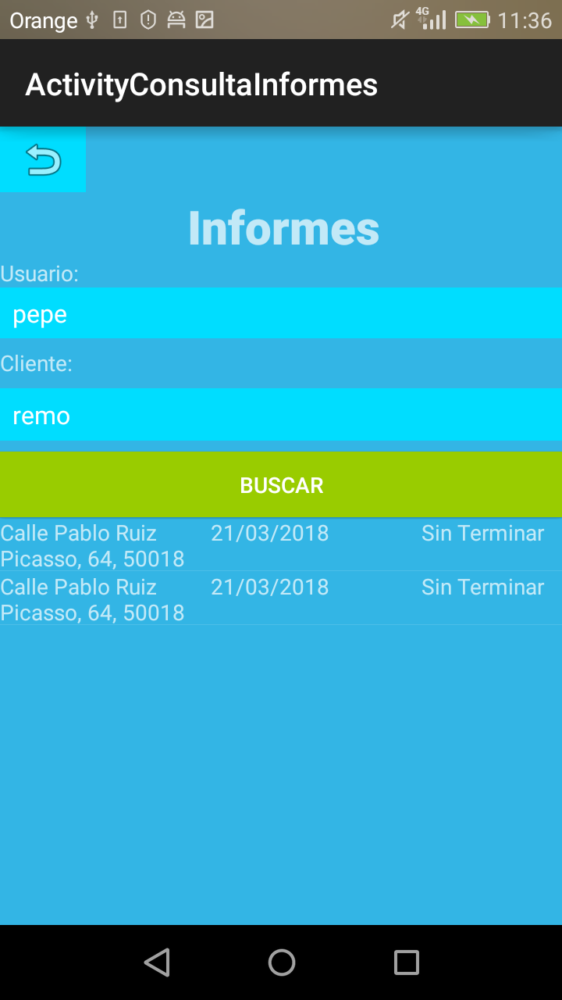 Orange 4G 11:36
ActivityConsultaInformes
Informes
Usuario:
pepe
Cliente:
remo
BUSCAR
Calle Pablo Ruiz 21/03/2018 Sin Terminar
Picasso, 64, 50018
Calle Pablo Ruiz 21/03/2018 Sin Terminar
Picasso, 64, 50018